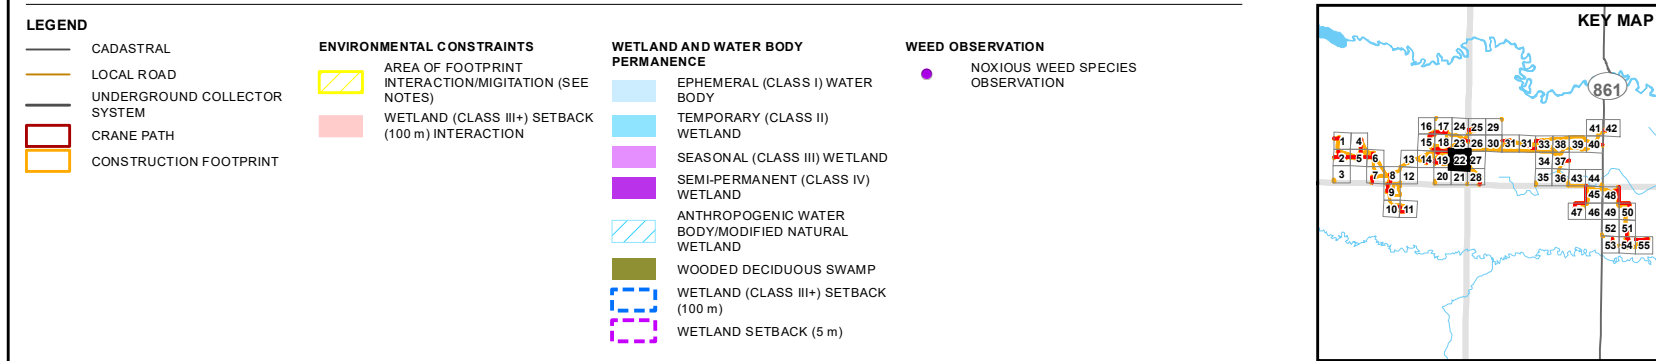 LEGEND
CADASTRAL
LOCAL ROAD
UNDERGROUND COLLECTOR
SYSTEM
CRANE PATH
CONSTRUCTION FOOTPRINT
ENVIRONMENTAL CONSTRAINTS
AREA OF FOOTPRINT
INTERACTION/MIGITATION (SEE
NOTES)
WETLAND (CLASS III+) SETBACK
(100 m) INTERACTION
WETLAND AND WATER BODY
PERMANENCE
EPHEMERAL (CLASS I) WATER
BODY
TEMPORARY (CLASS II)
WETLAND
SEASONAL (CLASS III) WETLAND
SEMI-PERMANENT (CLASS IV)
WETLAND
ANTHROPOGENIC WATER
BODY/MODIFIED NATURAL
WETLAND
WOODED DECIDUOUS SWAMP
WETLAND (CLASS III+) SETBACK
(100 m)
WETLAND SETBACK (5 m)
WEED OBSERVATION
NOXIOUS WEED SPECIES
OBSERVATION
KEY MAP
861
16 17 24 25 29 41 42
1 4 15 18 23 26 30 31 31 33 38 39 40
2 5 6 13 14 19 22 27 34 37
3 7 8 12 20 21 28 35 36 43 44
9 45 48
10 11 47 46 49 50
52 51
53 54 55